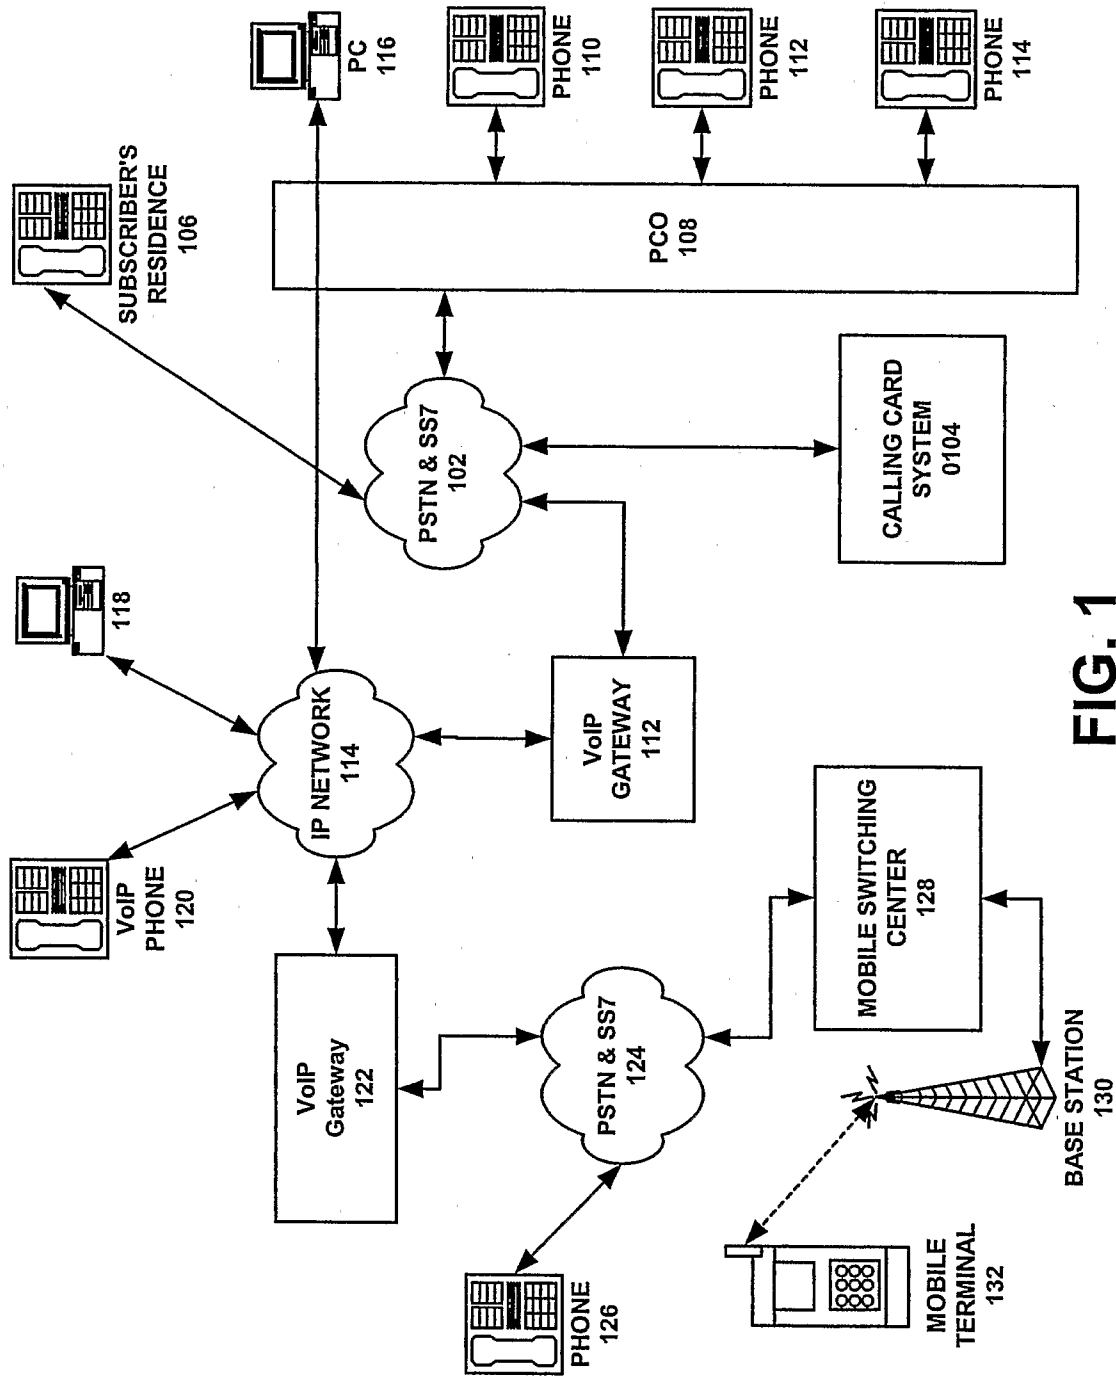 VoIP
PHONE
120
118
SUBSCRIBER'S
RESIDENCE
106
VoIP
Gateway
122
IP NETWORK
114
PC
116
PHONE
126
PSTN & SS7
124
VoIP
GATEWAY
112
PSTN & SS7
102
PCO
108
PHONE
110
PHONE
112
PHONE
114
MOBILE
TERMINAL
132
BASE STATION
130
MOBILE SWITCHING
CENTER
128
CALLING CARD
SYSTEM
0104
FIG. 1